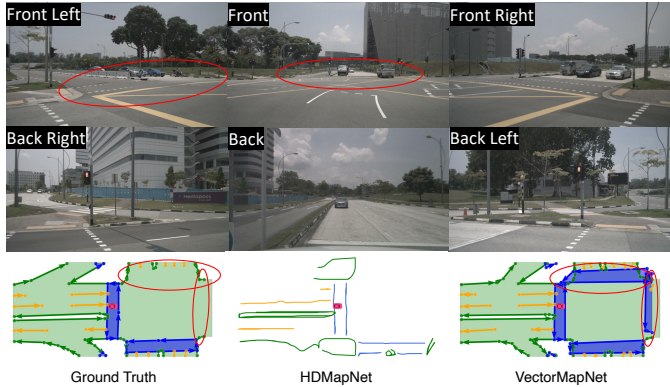 Front Left
Front
Front Right
Back Right
Back
Back Left
Ground Truth
HDMapNet
VectorMapNet